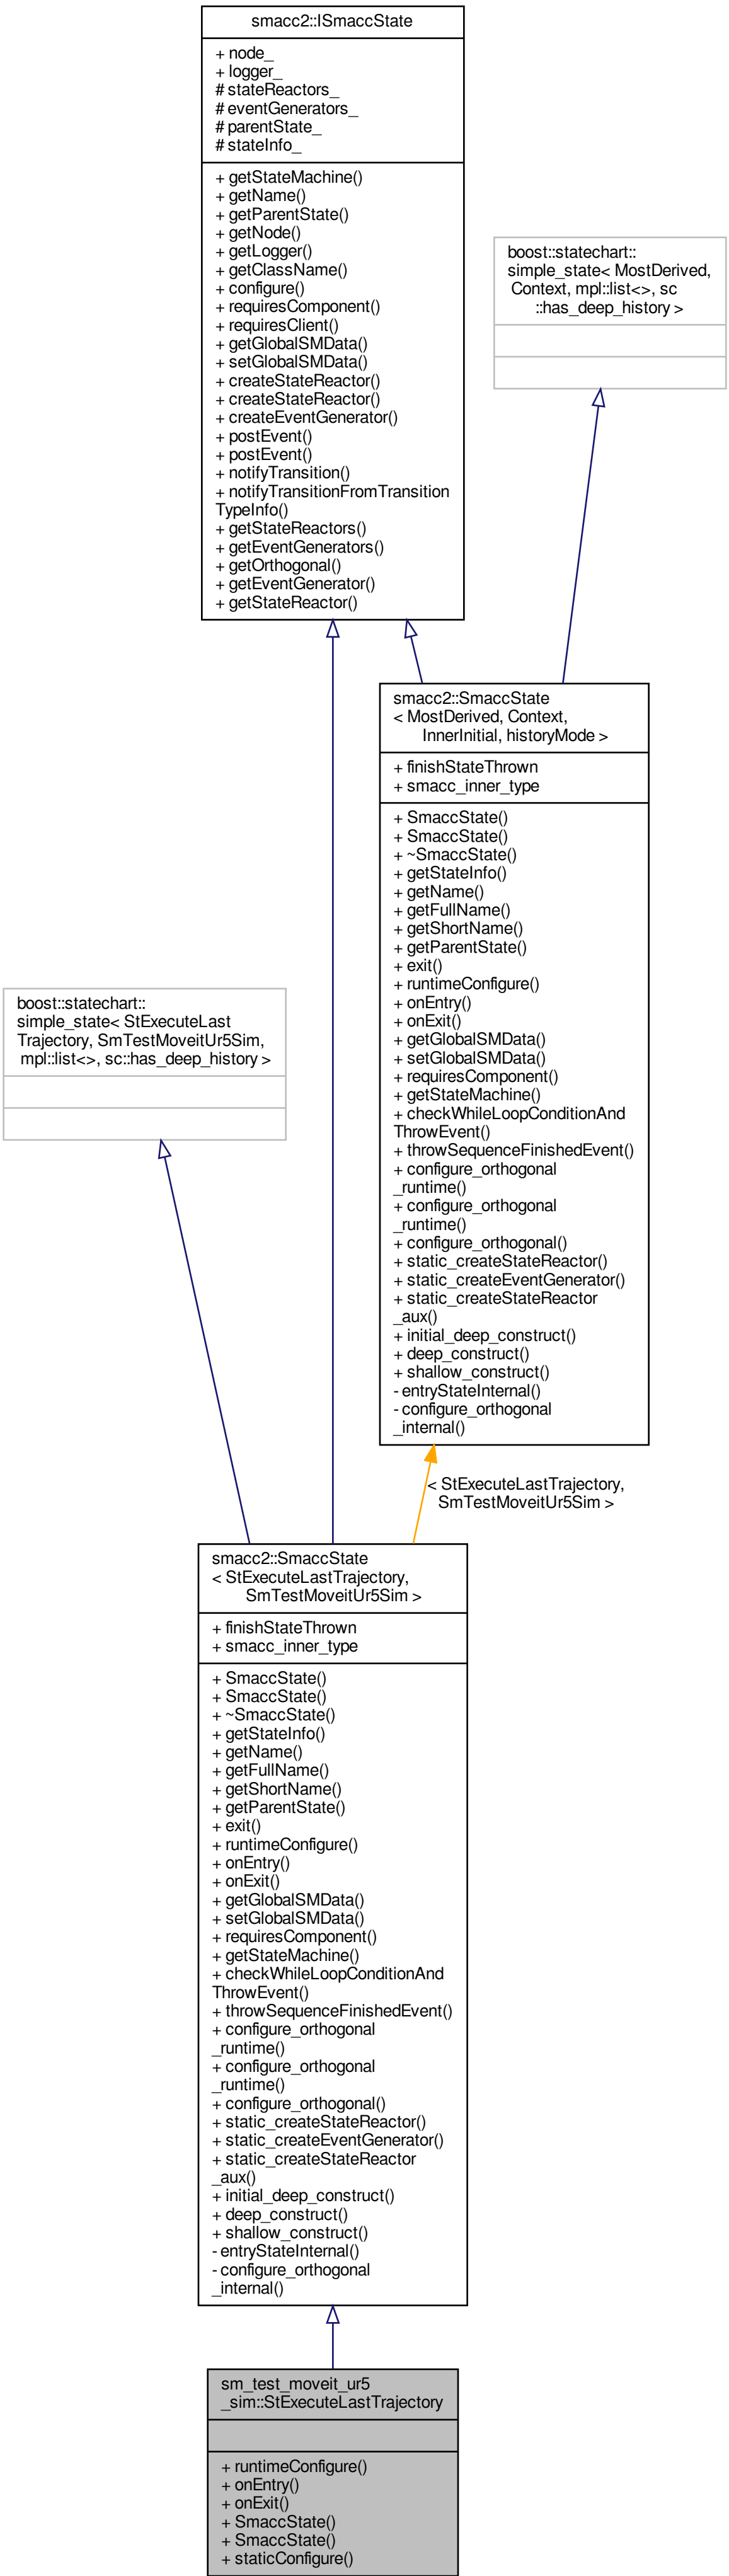 smacc2::ISmaccState
+ node_
+ logger_
# stateReactors_
# eventGenerators_
# parentState_
# stateInfo_
+ getStateMachine()
+ getName()
+ getParentState()
+ getNode()
+ getLogger()
+ getClassName()
+ configure()
+ requiresComponent()
+ requiresClient()
+ getGlobalSMData()
+ setGlobalSMData()
+ createStateReactor()
+ createStateReactor()
+ createEventGenerator()
+ postEvent()
+ postEvent()
+ notifyTransition()
+ notifyTransitionFromTransition
TypeInfo()
+ getStateReactors()
+ getEventGenerators()
+ getOrthogonal()
+ getEventGenerator()
+ getStateReactor()
boost::statechart::
simple_state< MostDerived,
Context, mpl::list<>, sc
::has_deep_history >
smacc2::SmaccState
< MostDerived, Context,
InnerInitial, historyMode >
+ finishStateThrown
+ smacc_inner_type
+ SmaccState()
+ SmaccState()
+ ~SmaccState()
+ getStateInfo()
+ getName()
+ getFullName()
+ getShortName()
+ getParentState()
+ exit()
+ runtimeConfigure()
+ onEntry()
+ onExit()
+ getGlobalSMData()
+ setGlobalSMData()
+ requiresComponent()
+ getStateMachine()
+ checkWhileLoopConditionAnd
ThrowEvent()
+ throwSequenceFinishedEvent()
+ configure_orthogonal
_runtime()
+ configure_orthogonal
_runtime()
+ configure_orthogonal()
+ static_createStateReactor()
+ static_createEventGenerator()
+ static_createStateReactor
_aux()
+ initial_deep_construct()
+ deep_construct()
+ shallow_construct()
- entryStateInternal()
- configure_orthogonal
_internal()
boost::statechart::
simple_state< StExecuteLast
Trajectory, SmTestMoveitUr5Sim,
mpl::list<>, sc::has_deep_history >
< StExecuteLastTrajectory,
SmTestMoveitUr5Sim >
smacc2::SmaccState
< StExecuteLastTrajectory,
SmTestMoveitUr5Sim >
+ finishStateThrown
+ smacc_inner_type
+ SmaccState()
+ SmaccState()
+ ~SmaccState()
+ getStateInfo()
+ getName()
+ getFullName()
+ getShortName()
+ getParentState()
+ exit()
+ runtimeConfigure()
+ onEntry()
+ onExit()
+ getGlobalSMData()
+ setGlobalSMData()
+ requiresComponent()
+ getStateMachine()
+ checkWhileLoopConditionAnd
ThrowEvent()
+ throwSequenceFinishedEvent()
+ configure_orthogonal
_runtime()
+ configure_orthogonal
_runtime()
+ configure_orthogonal()
+ static_createStateReactor()
+ static_createEventGenerator()
+ static_createStateReactor
_aux()
+ initial_deep_construct()
+ deep_construct()
+ shallow_construct()
- entryStateInternal()
- configure_orthogonal
_internal()
sm_test_moveit_ur5
_sim::StExecuteLastTrajectory
+ runtimeConfigure()
+ onEntry()
+ onExit()
+ SmaccState()
+ SmaccState()
+ staticConfigure()